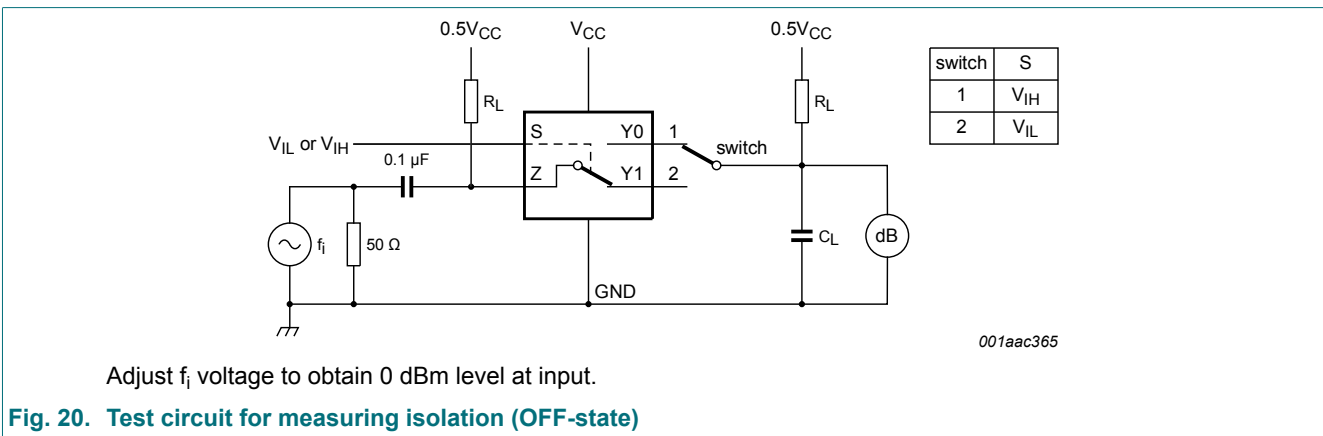 0.5VCC VCC 0.5VCC
switch S
1 VIH
2 VIL
RL RL
VIL or VIH S Y0 1 switch
0.1 µF Z Y1 2
fi 50 Ω CL dB
GND
001aac365
Adjust fi voltage to obtain 0 dBm level at input.
Fig. 20. Test circuit for measuring isolation (OFF-state)